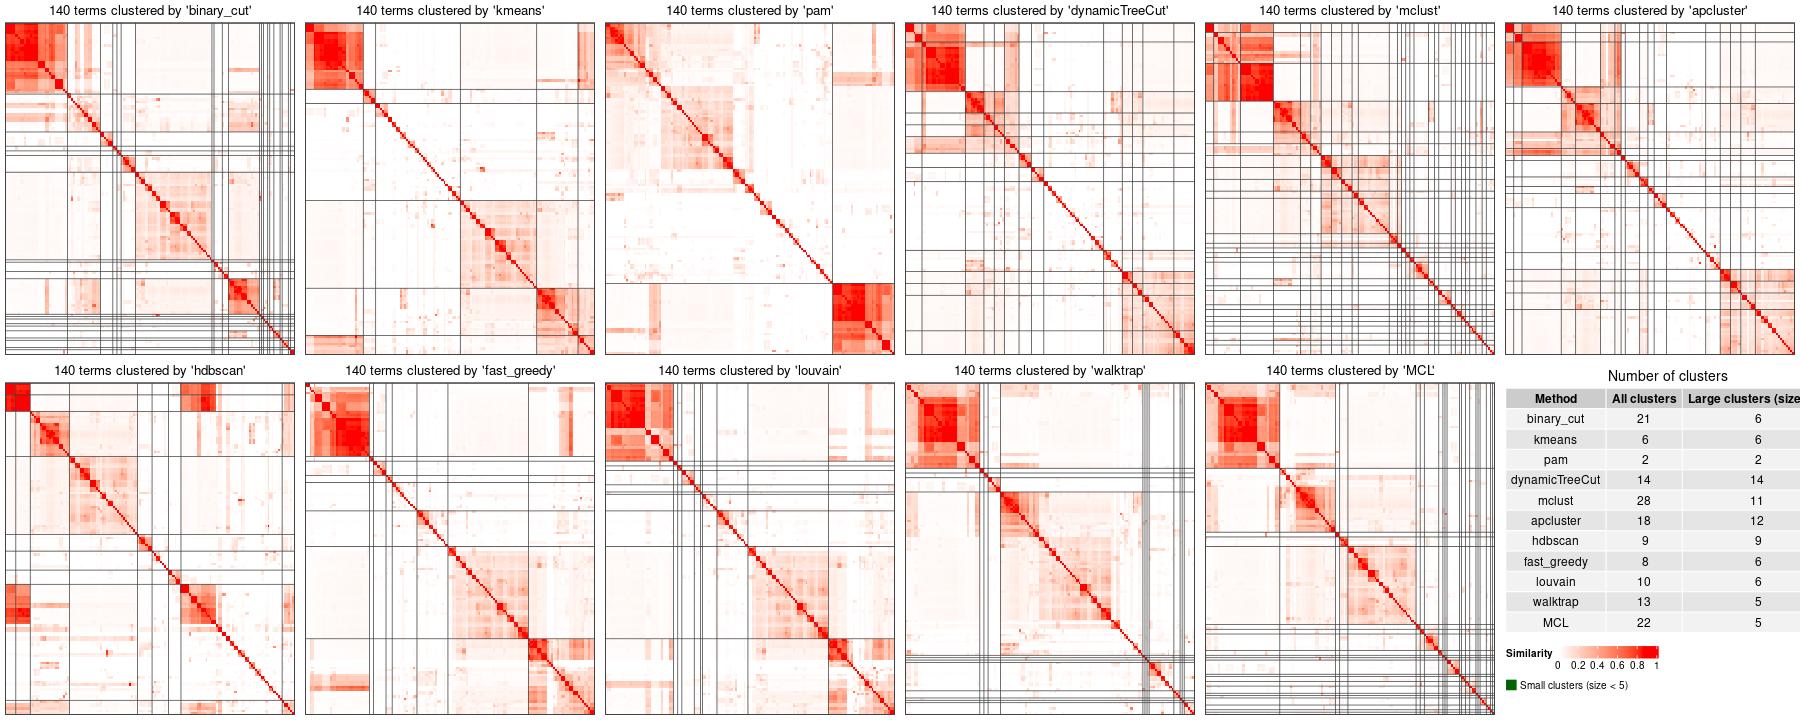 140 terms clustered by 'binary_cut'
140 terms clustered by 'kmeans'
140 terms clustered by 'pam'
140 terms clustered by 'dynamicTreeCut'
140 terms clustered by 'mclust'
140 terms clustered by 'apcluster'
140 terms clustered by 'hdbscan'
140 terms clustered by 'fast_greedy'
140 terms clustered by 'louvain'
140 terms clustered by 'walktrap'
140 terms clustered by 'MCL'
Number of clusters
Method All clusters Large clusters (size
binary_cut 21 6
kmeans 6 6
pam 2 2
dynamicTreeCut 14 14
mclust 28 11
apcluster 18 12
hdbscan 9 9
fast_greedy 8 6
louvain 10 6
walktrap 13 5
MCL 22 5
Similarity
0 0.2 0.4 0.6 0.8 1
Small clusters (size < 5)